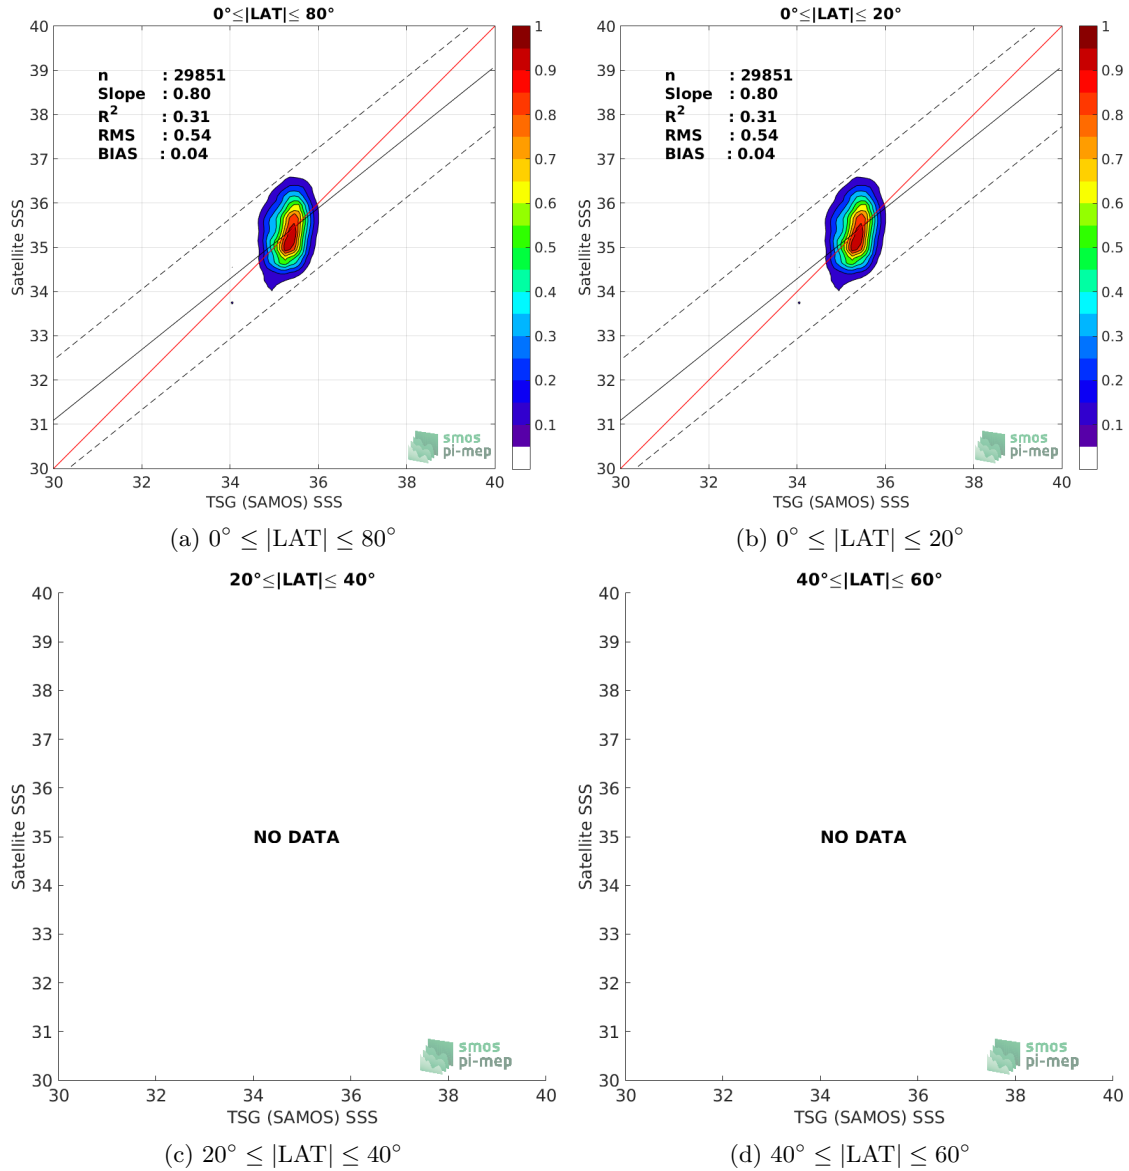 0°≤|LAT|≤ 80°
40
39
38
37
36
35
34
33
32
31
30
Satellite SSS
n : 29851
Slope : 0.80
R² : 0.31
RMS : 0.54
BIAS : 0.04
smos
pi-mep
30 32 34 36 38 40
TSG (SAMOS) SSS
1
0.9
0.8
0.7
0.6
0.5
0.4
0.3
0.2
0.1
(a) 0° ≤ |LAT| ≤ 80°
0°≤|LAT|≤ 20°
40
39
38
37
36
35
34
33
32
31
30
Satellite SSS
n : 29851
Slope : 0.80
R² : 0.31
RMS : 0.54
BIAS : 0.04
smos
pi-mep
30 32 34 36 38 40
TSG (SAMOS) SSS
1
0.9
0.8
0.7
0.6
0.5
0.4
0.3
0.2
0.1
(b) 0° ≤ |LAT| ≤ 20°
20°≤|LAT|≤ 40°
40
39
38
37
36
35
34
33
32
31
30
Satellite SSS
NO DATA
smos
pi-mep
30 32 34 36 38 40
TSG (SAMOS) SSS
(c) 20° ≤ |LAT| ≤ 40°
40°≤|LAT|≤ 60°
40
39
38
37
36
35
34
33
32
31
30
Satellite SSS
NO DATA
smos
pi-mep
30 32 34 36 38 40
TSG (SAMOS) SSS
(d) 40° ≤ |LAT| ≤ 60°